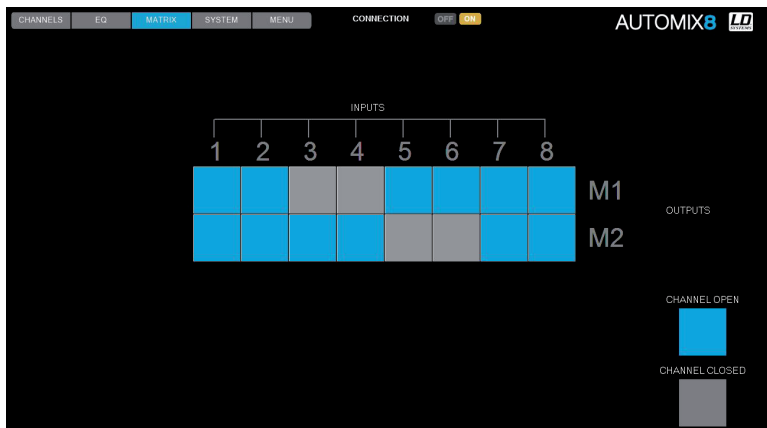 CHANNELS EQ MATRIX SYSTEM MENU CONNECTION OFF ON AUTOMIX8 LD SYSTEMS
INPUTS
1 2 3 4 5 6 7 8
M1
OUTPUTS
M2
CHANNEL OPEN
CHANNEL CLOSED